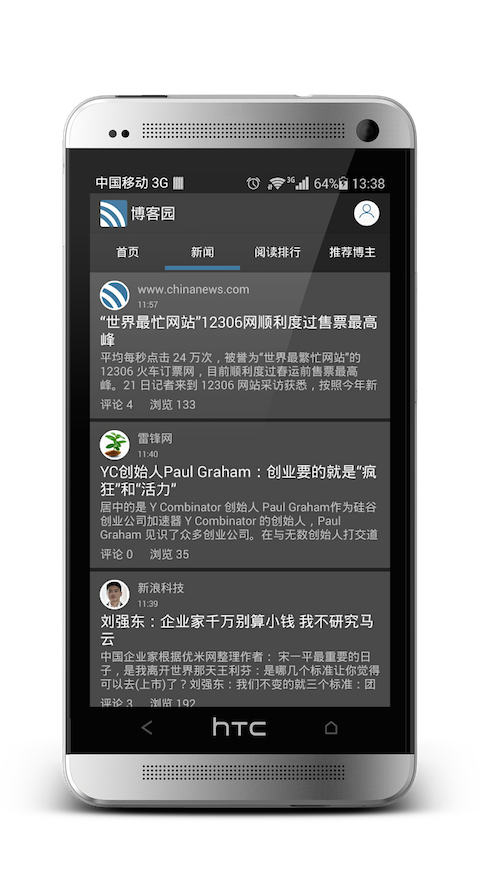 中国移动 3G
3G
64%
13:38
博客园
首页
新闻
阅读排行
推荐博主
www.chinanews.com
11:57
“世界最忙网站”12306网顺利度过售票最高
峰
平均每秒点击 24 万次，被誉为“世界最繁忙网站”的
12306 火车订票网，目前顺利度过春运前售票最高
峰。21 日记者来到 12306 网站采访获悉，按照今年新
评论 4 浏览 133
雷锋网
11:40
YC创始人Paul Graham：创业要的就是“疯
狂”和“活力”
居中的是 Y Combinator 创始人 Paul Graham作为硅谷
创业公司加速器 Y Combinator 的创始人，Paul
Graham 见识了众多创业公司。在与无数创始人打交道
评论 0 浏览 35
新浪科技
11:39
刘强东：企业家千万别算小钱 我不研究马
云
中国企业家根据优米网整理作者： 宋一平最重要的日
子，是我离开世界那天王利芬：是哪几个标准让你觉得
可以去(上市)了？刘强东：我们不变的就三个标准：团
评论 3 浏览 192
hTC